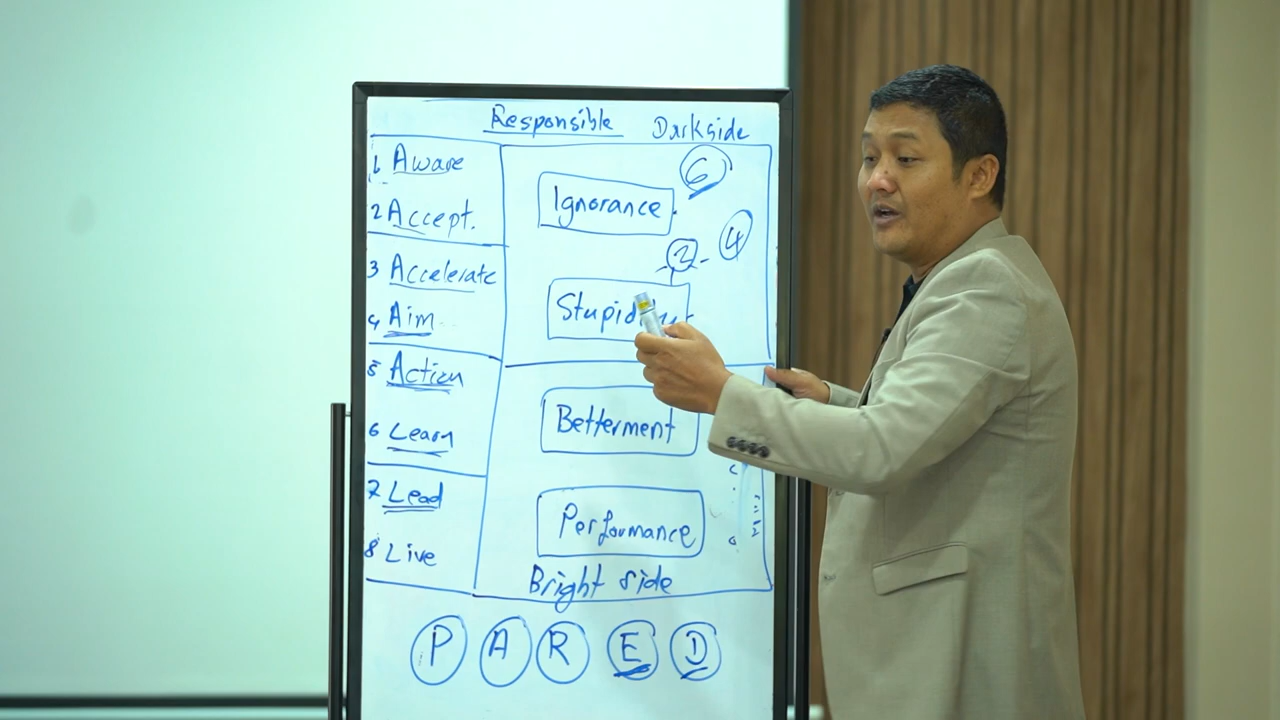 Responsible Darkside
1 Aware
2 Accept.
3 Accelerate
4 Aim
5 Action
6 Learn
7 Lead
8 Live
6
Ignorance
4
2
Betterment
Performance
Bright side
P A R E D